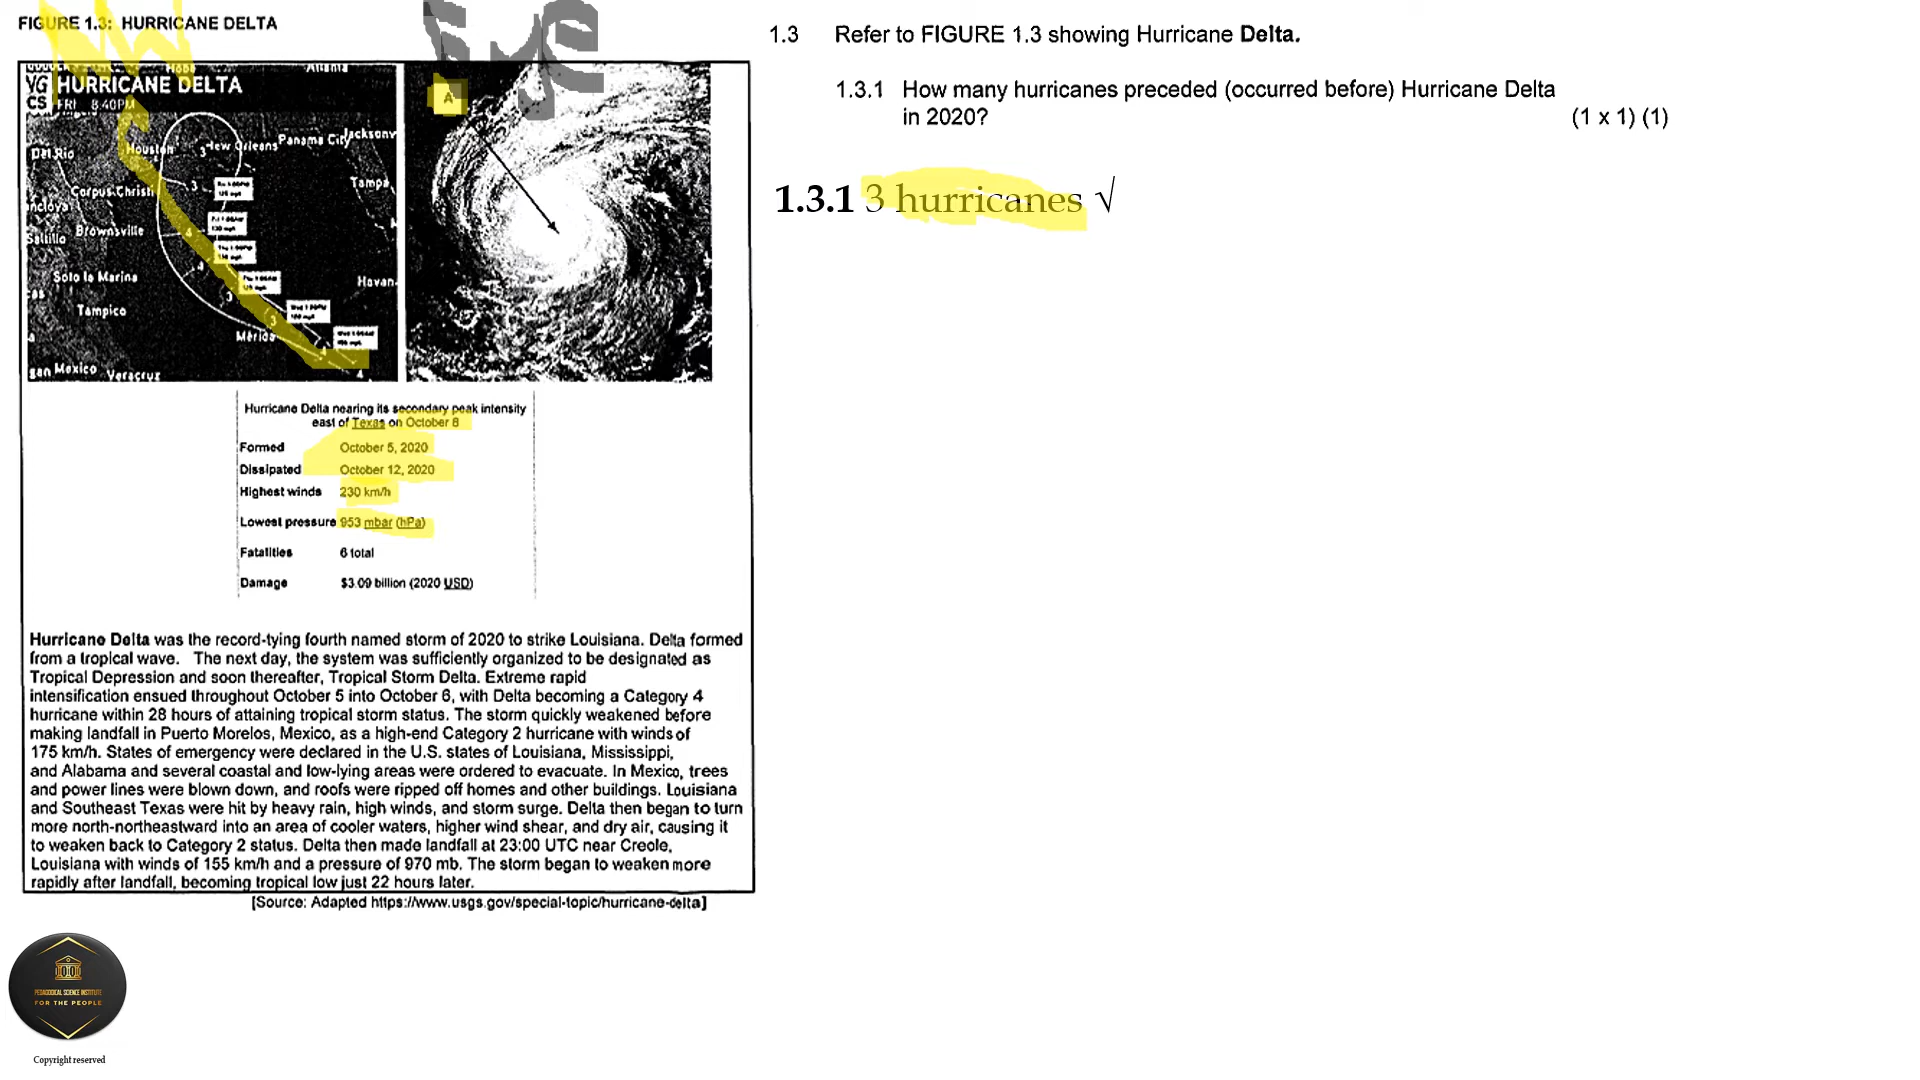 FIGURE 1.3: HURRICANE DELTA
VG
CS
HURRICANE DELTA
FRI 8:40PM
Atlanta
Del Rio
Houston
New Orleans
Panama City
Jacksonv
Corpus Christi
Tampa
Brownsville
Saltillo
Soto la Marina
Havan
Tampico
Merida
Mexico
Veracruz
3
3
4
4
3
3
4
4
A
Hurricane Delta nearing its secondary peak intensity
east of Texas on October 8
Formed October 5, 2020
Dissipated October 12, 2020
Highest winds 230 km/h
Lowest pressure 953 mbar (hPa)
Fatalities 6 total
Damage $3.09 billion (2020 USD)
Hurricane Delta was the record-tying fourth named storm of 2020 to strike Louisiana. Delta formed
from a tropical wave. The next day, the system was sufficiently organized to be designated as
Tropical Depression and soon thereafter, Tropical Storm Delta. Extreme rapid
intensification ensued throughout October 5 into October 6, with Delta becoming a Category 4
hurricane within 28 hours of attaining tropical storm status. The storm quickly weakened before
making landfall in Puerto Morelos, Mexico, as a high-end Category 2 hurricane with winds of
175 km/h. States of emergency were declared in the U.S. states of Louisiana, Mississippi,
and Alabama and several coastal and low-lying areas were ordered to evacuate. In Mexico, trees
and power lines were blown down, and roofs were ripped off homes and other buildings. Louisiana
and Southeast Texas were hit by heavy rain, high winds, and storm surge. Delta then began to turn
more north-northeastward into an area of cooler waters, higher wind shear, and dry air, causing it
to weaken back to Category 2 status. Delta then made landfall at 23:00 UTC near Creole,
Louisiana with winds of 155 km/h and a pressure of 970 mb. The storm began to weaken more
rapidly after landfall, becoming tropical low just 22 hours later.
[Source: Adapted https://www.usgs.gov/special-topic/hurricane-delta]
PEDAGOGICAL SCIENCE INSTITUTE
FOR THE PEOPLE
Copyright reserved
1.3 Refer to FIGURE 1.3 showing Hurricane Delta.
1.3.1 How many hurricanes preceded (occurred before) Hurricane Delta
in 2020? (1 x 1) (1)
1.3.1 3 hurricanes √